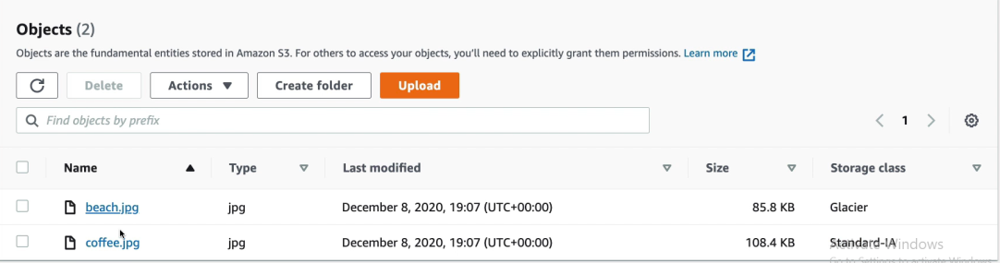 Objects (2)
Objects are the fundamental entities stored in Amazon S3. For others to access your objects, you'll need to explicitly grant them permissions. Learn more
Delete Actions Create folder Upload
Find objects by prefix 1
Name Type Last modified Size Storage class
beach.jpg jpg December 8, 2020, 19:07 (UTC+00:00) 85.8 KB Glacier
coffee.jpg jpg December 8, 2020, 19:07 (UTC+00:00) 108.4 KB Standard-IA
Activate Windows
Go to Settings to activate Windows.